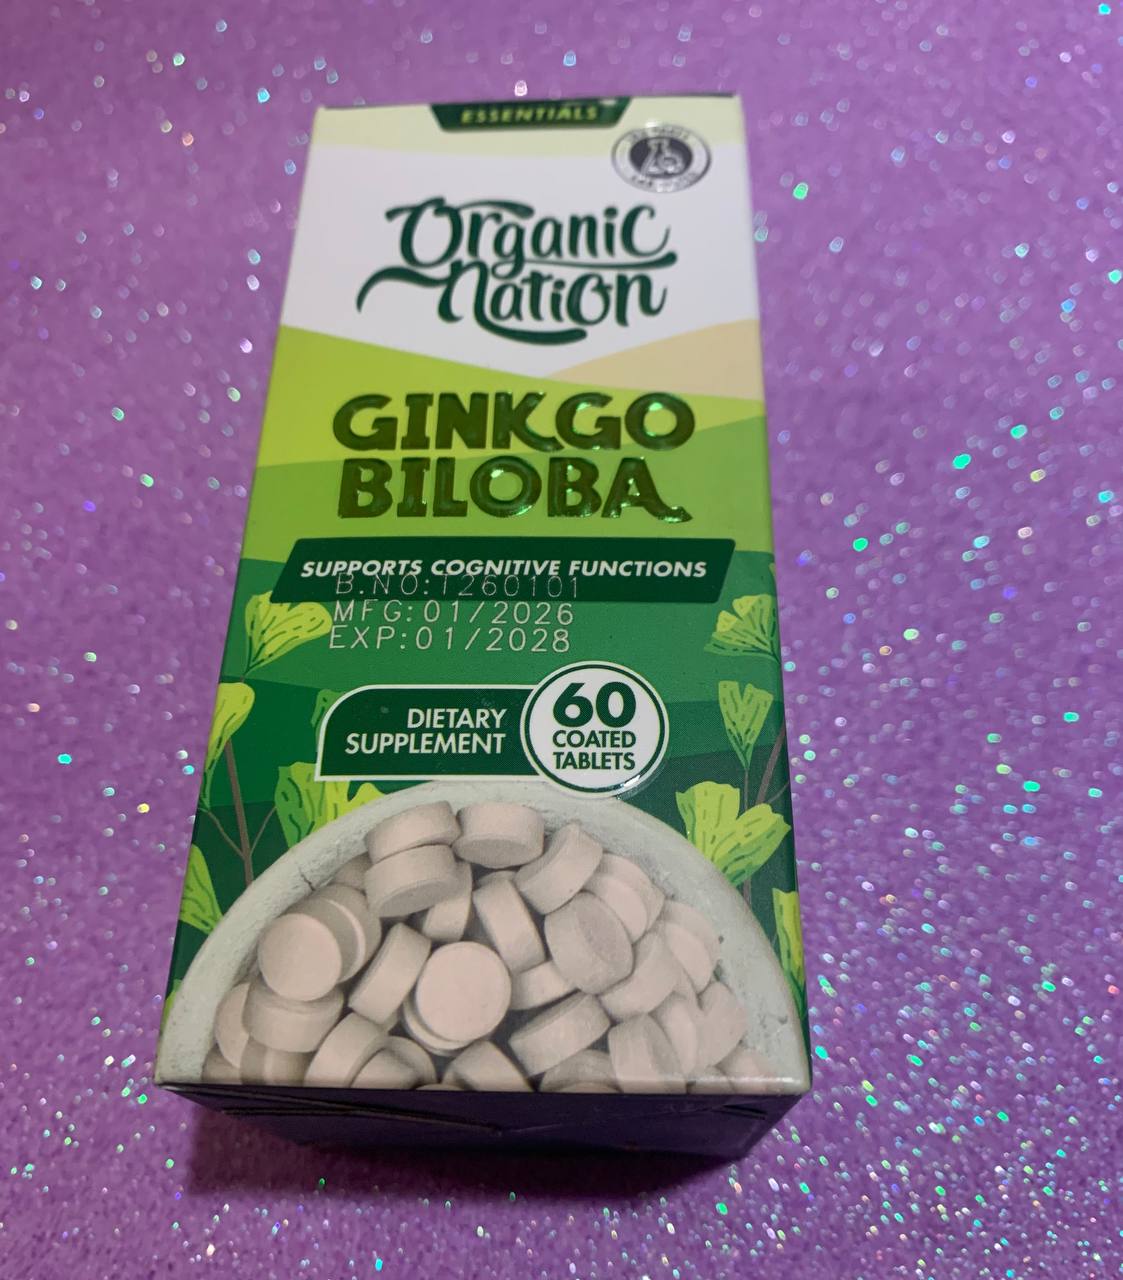 ESSENTIALS
Organic
Nation
GINKGO
BILOBA
SUPPORTS COGNITIVE FUNCTIONS
B.NO:1260101
MFG:01/2026
EXP:01/2028
DIETARY
SUPPLEMENT
60
COATED
TABLETS